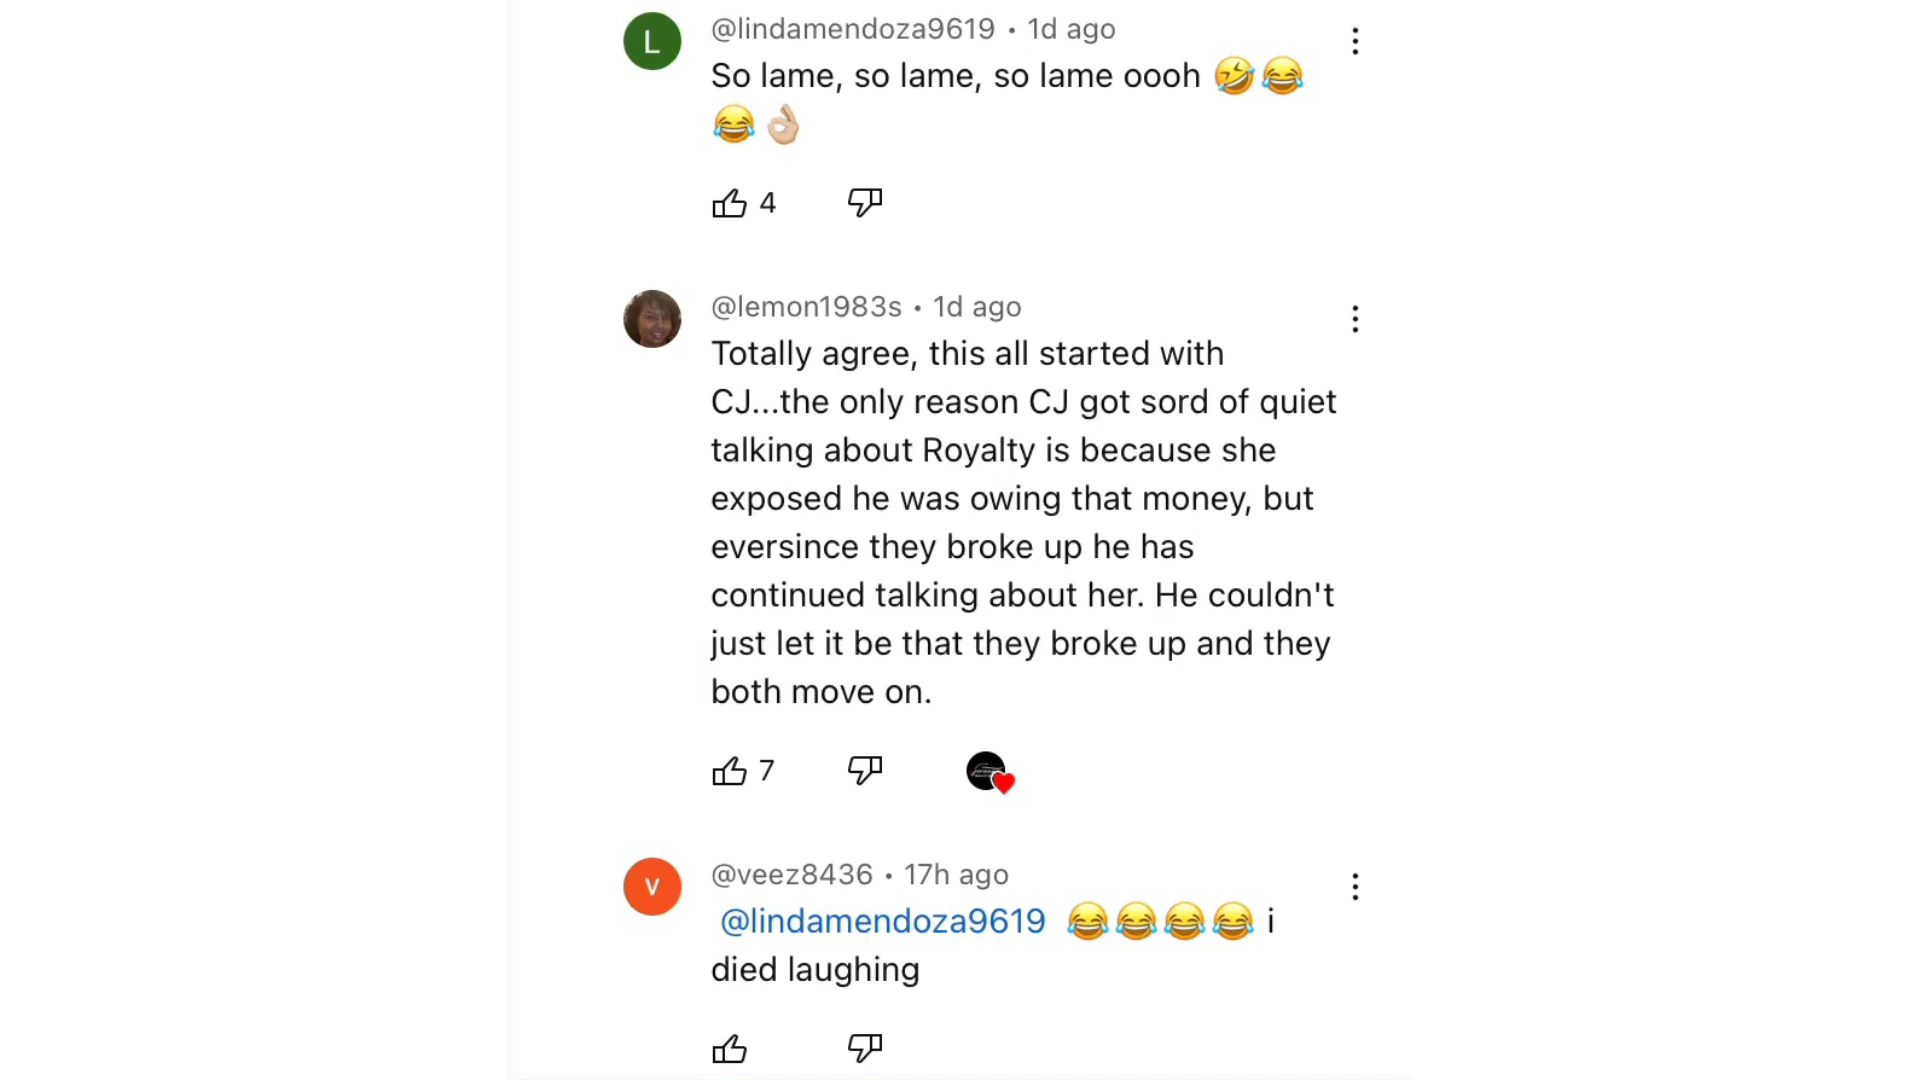 L
@lindamendoza9619 • 1d ago
So lame, so lame, so lame oooh 🤣😂
😂👌🏼
4
@lemon1983s • 1d ago
Totally agree, this all started with
CJ...the only reason CJ got sord of quiet
talking about Royalty is because she
exposed he was owing that money, but
eversince they broke up he has
continued talking about her. He couldn't
just let it be that they broke up and they
both move on.
7
v
@veez8436 • 17h ago
@lindamendoza9619 😂😂😂😂 i
died laughing